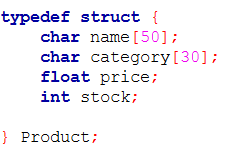 typedef struct {
    char name[50];
    char category[30];
    float price;
    int stock;

} Product;